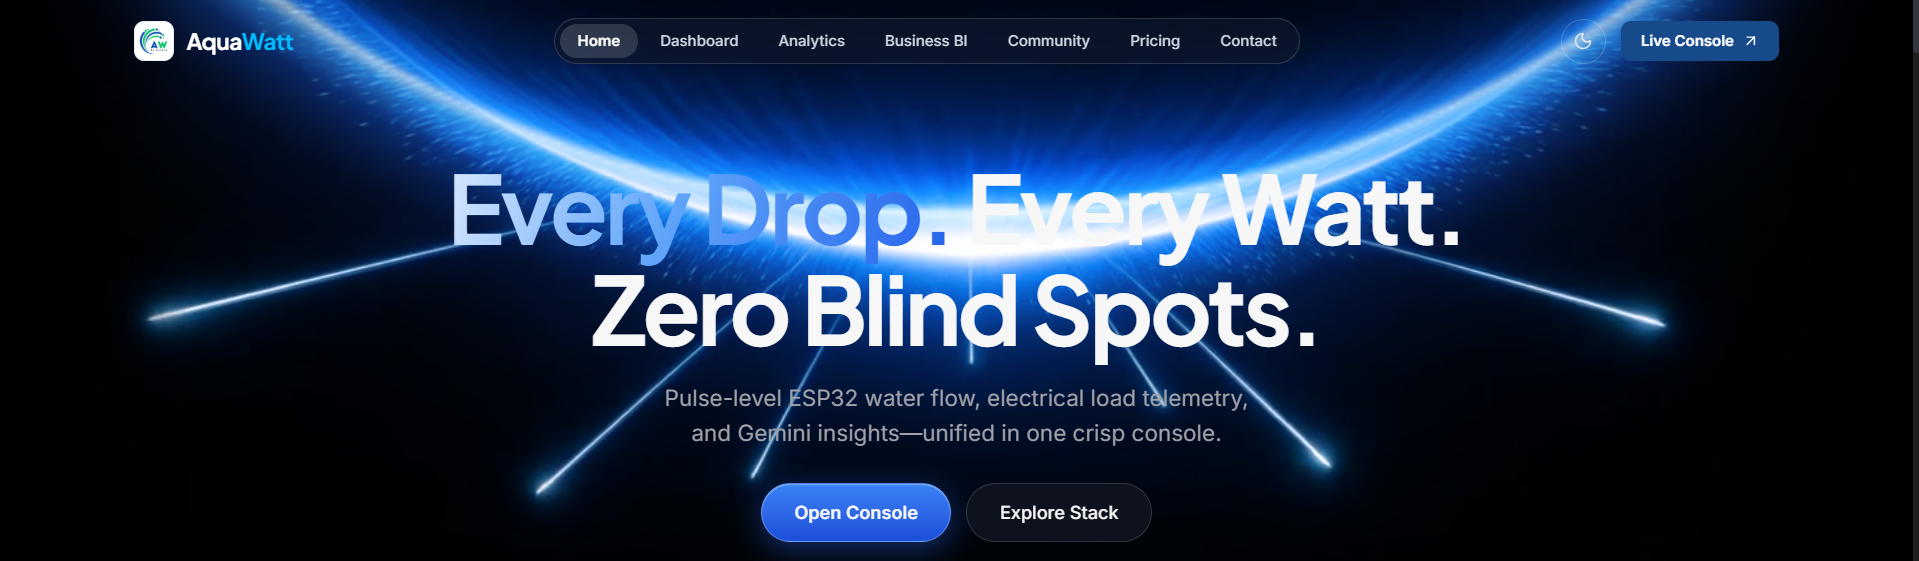 AW
AquaWatt
Home
Dashboard
Analytics
Business BI
Community
Pricing
Contact
Live Console
Every Drop. Every Watt.
Zero Blind Spots.
Pulse-level ESP32 water flow, electrical load telemetry,
and Gemini insights—unified in one crisp console.
Open Console
Explore Stack